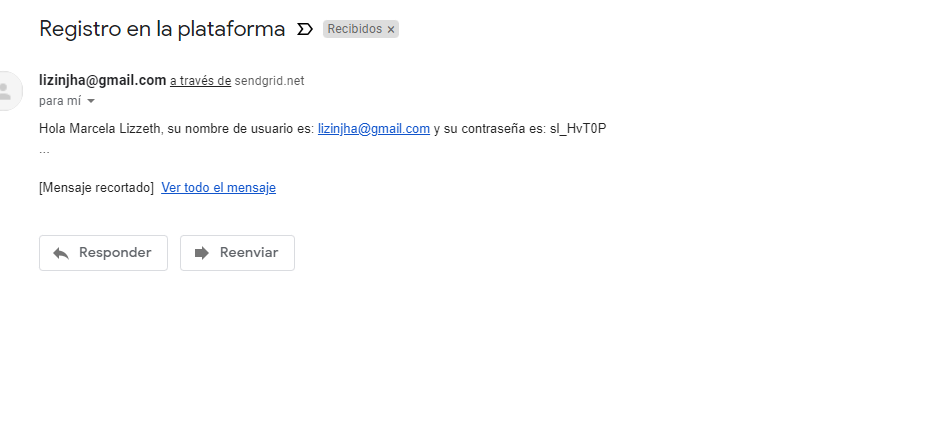 Registro en la plataforma Recibidos ×
lizinjha@gmail.com a través de sendgrid.net
para mí
Hola Marcela Lizzeth, su nombre de usuario es: lizinjha@gmail.com y su contraseña es: sI_HvT0P
...
[Mensaje recortado] Ver todo el mensaje
Responder Reenviar